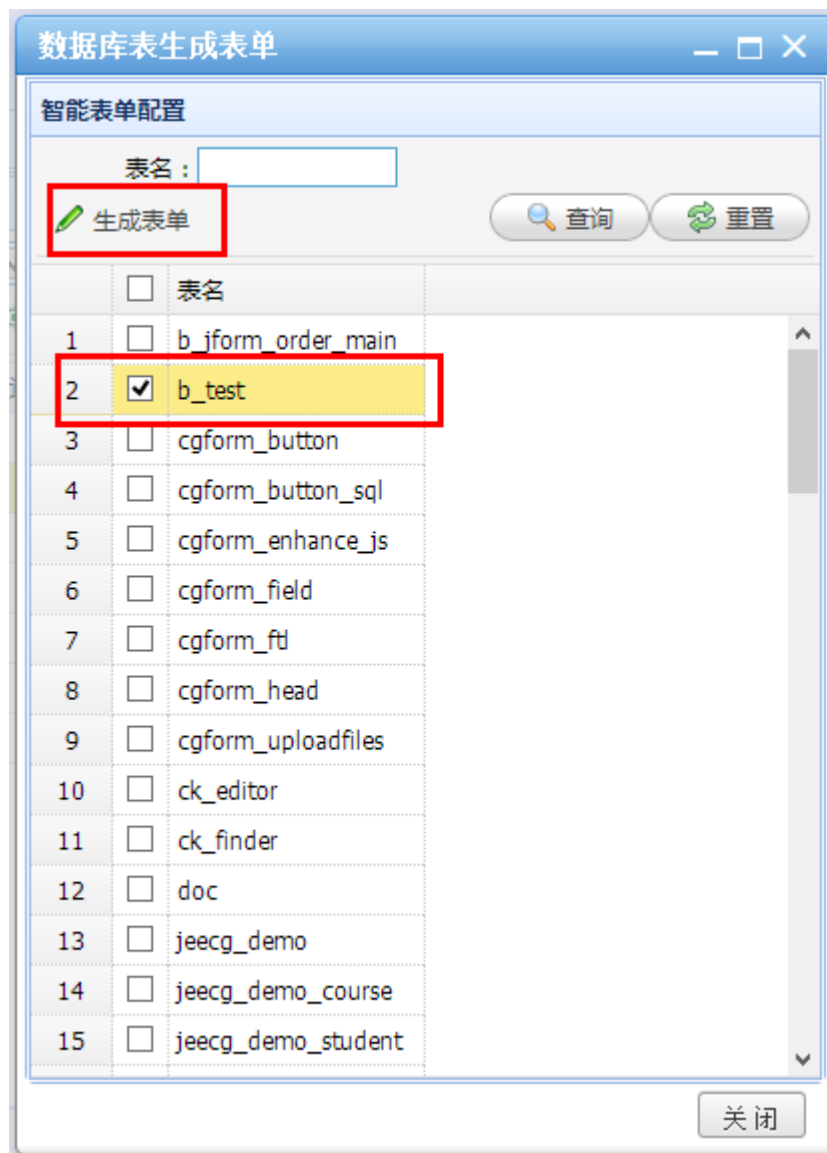 数据库表生成表单
智能表单配置
表名：
生成表单 查询 重置
表名
1 b_jform_order_main
2 b_test
3 cgform_button
4 cgform_button_sql
5 cgform_enhance_js
6 cgform_field
7 cgform_ftl
8 cgform_head
9 cgform_uploadfiles
10 ck_editor
11 ck_finder
12 doc
13 jeecg_demo
14 jeecg_demo_course
15 jeecg_demo_student
关闭